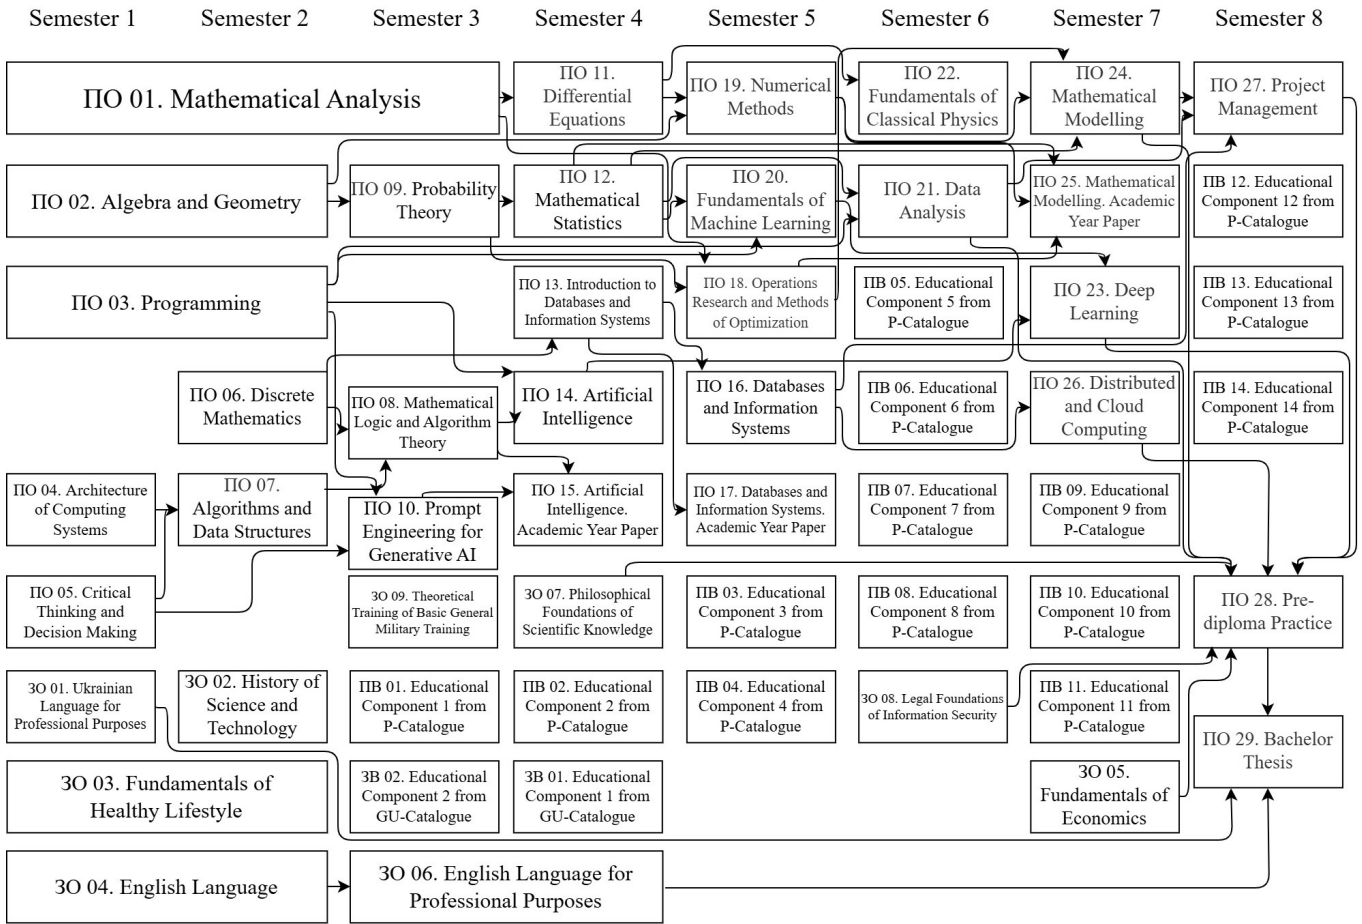 Semester 1
Semester 2
Semester 3
Semester 4
Semester 5
Semester 6
Semester 7
Semester 8
ПО 01. Mathematical Analysis
ПО 11.
Differential
Equations
ПО 19. Numerical
Methods
ПО 22.
Fundamentals of
Classical Physics
ПО 24.
Mathematical
Modelling
ПО 27. Project
Management
ПО 02. Algebra and Geometry
ПО 09. Probability
Theory
ПО 12.
Mathematical
Statistics
ПО 20.
Fundamentals of
Machine Learning
ПО 21. Data
Analysis
ПО 25. Mathematical
Modelling. Academic
Year Paper
ПВ 12. Educational
Component 12 from
P-Catalogue
ПО 03. Programming
ПО 13. Introduction to
Databases and
Information Systems
ПО 18. Operations
Research and Methods
of Optimization
ПВ 05. Educational
Component 5 from
P-Catalogue
ПО 23. Deep
Learning
ПВ 13. Educational
Component 13 from
P-Catalogue
ПО 06. Discrete
Mathematics
ПО 08. Mathematical
Logic and Algorithm
Theory
ПО 14. Artificial
Intelligence
ПО 16. Databases
and Information
Systems
ПВ 06. Educational
Component 6 from
P-Catalogue
ПО 26. Distributed
and Cloud
Computing
ПВ 14. Educational
Component 14 from
P-Catalogue
ПО 04. Architecture
of Computing
Systems
ПО 07.
Algorithms and
Data Structures
ПО 10. Prompt
Engineering for
Generative AI
ПО 15. Artificial
Intelligence.
Academic Year Paper
ПО 17. Databases and
Information Systems.
Academic Year Paper
ПВ 07. Educational
Component 7 from
P-Catalogue
ПВ 09. Educational
Component 9 from
P-Catalogue
ПО 05. Critical
Thinking and
Decision Making
ЗО 09. Theoretical
Training of Basic General
Military Training
ЗО 07. Philosophical
Foundations of
Scientific Knowledge
ПВ 03. Educational
Component 3 from
P-Catalogue
ПВ 08. Educational
Component 8 from
P-Catalogue
ПВ 10. Educational
Component 10 from
P-Catalogue
ПО 28. Pre-
diploma Practice
ЗО 01. Ukrainian
Language for
Professional Purposes
ЗО 02. History of
Science and
Technology
ПВ 01. Educational
Component 1 from
P-Catalogue
ПВ 02. Educational
Component 2 from
P-Catalogue
ПВ 04. Educational
Component 4 from
P-Catalogue
ЗО 08. Legal Foundations
of Information Security
ПВ 11. Educational
Component 11 from
P-Catalogue
ПО 29. Bachelor
Thesis
ЗО 03. Fundamentals of
Healthy Lifestyle
ЗВ 02. Educational
Component 2 from
GU-Catalogue
ЗВ 01. Educational
Component 1 from
GU-Catalogue
ЗО 05.
Fundamentals of
Economics
ЗО 04. English Language
ЗО 06. English Language for
Professional Purposes